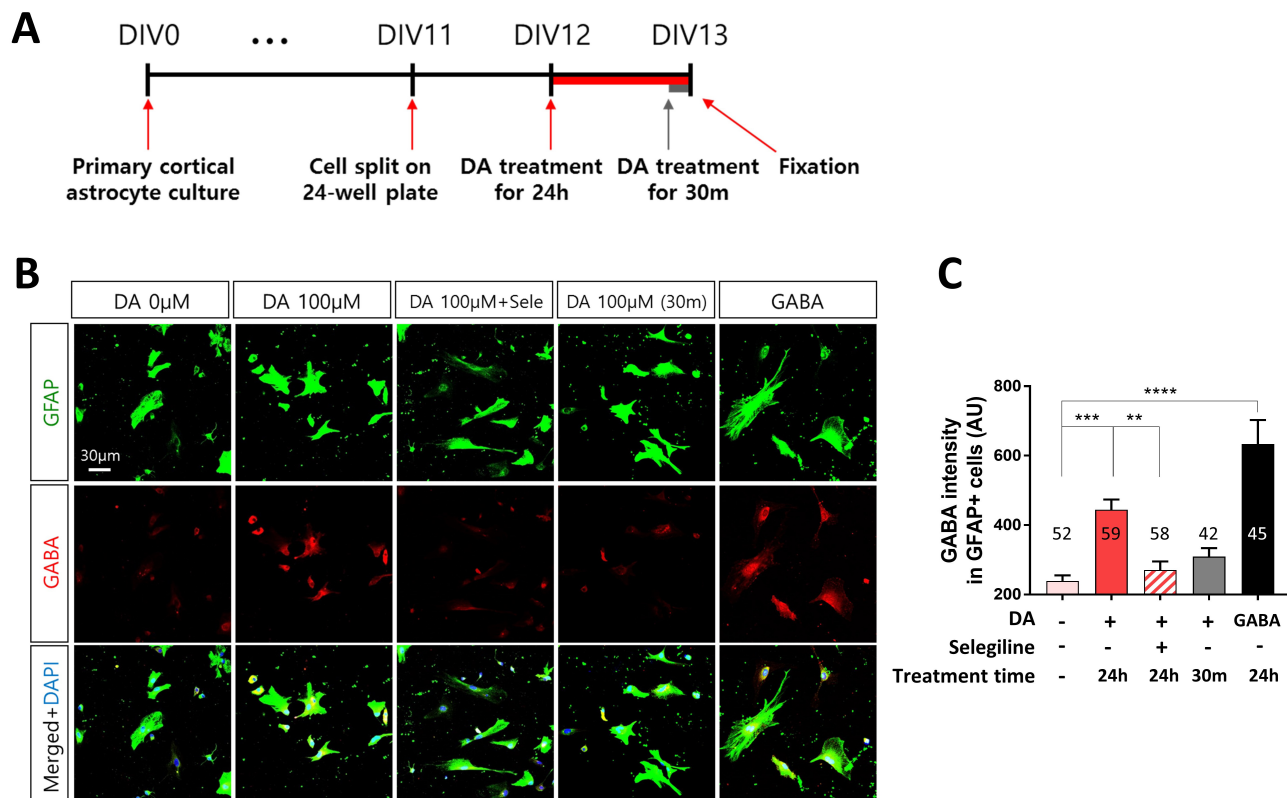 A
DIV0 ... DIV11 DIV12 DIV13
Primary cortical
astrocyte culture
Cell split on
24-well plate
DA treatment
for 24h
DA treatment
for 30m
Fixation
B
DA 0μM DA 100μM DA 100μM+Sele DA 100μM (30m) GABA
GFAP
30μm
GABA
Merged+DAPI
C
GABA intensity
in GFAP+ cells (AU)
800
600
400
200
****
*** **
52 59 58 42 45
DA - + + + GABA
Selegiline - - + - -
Treatment time - 24h 24h 30m 24h